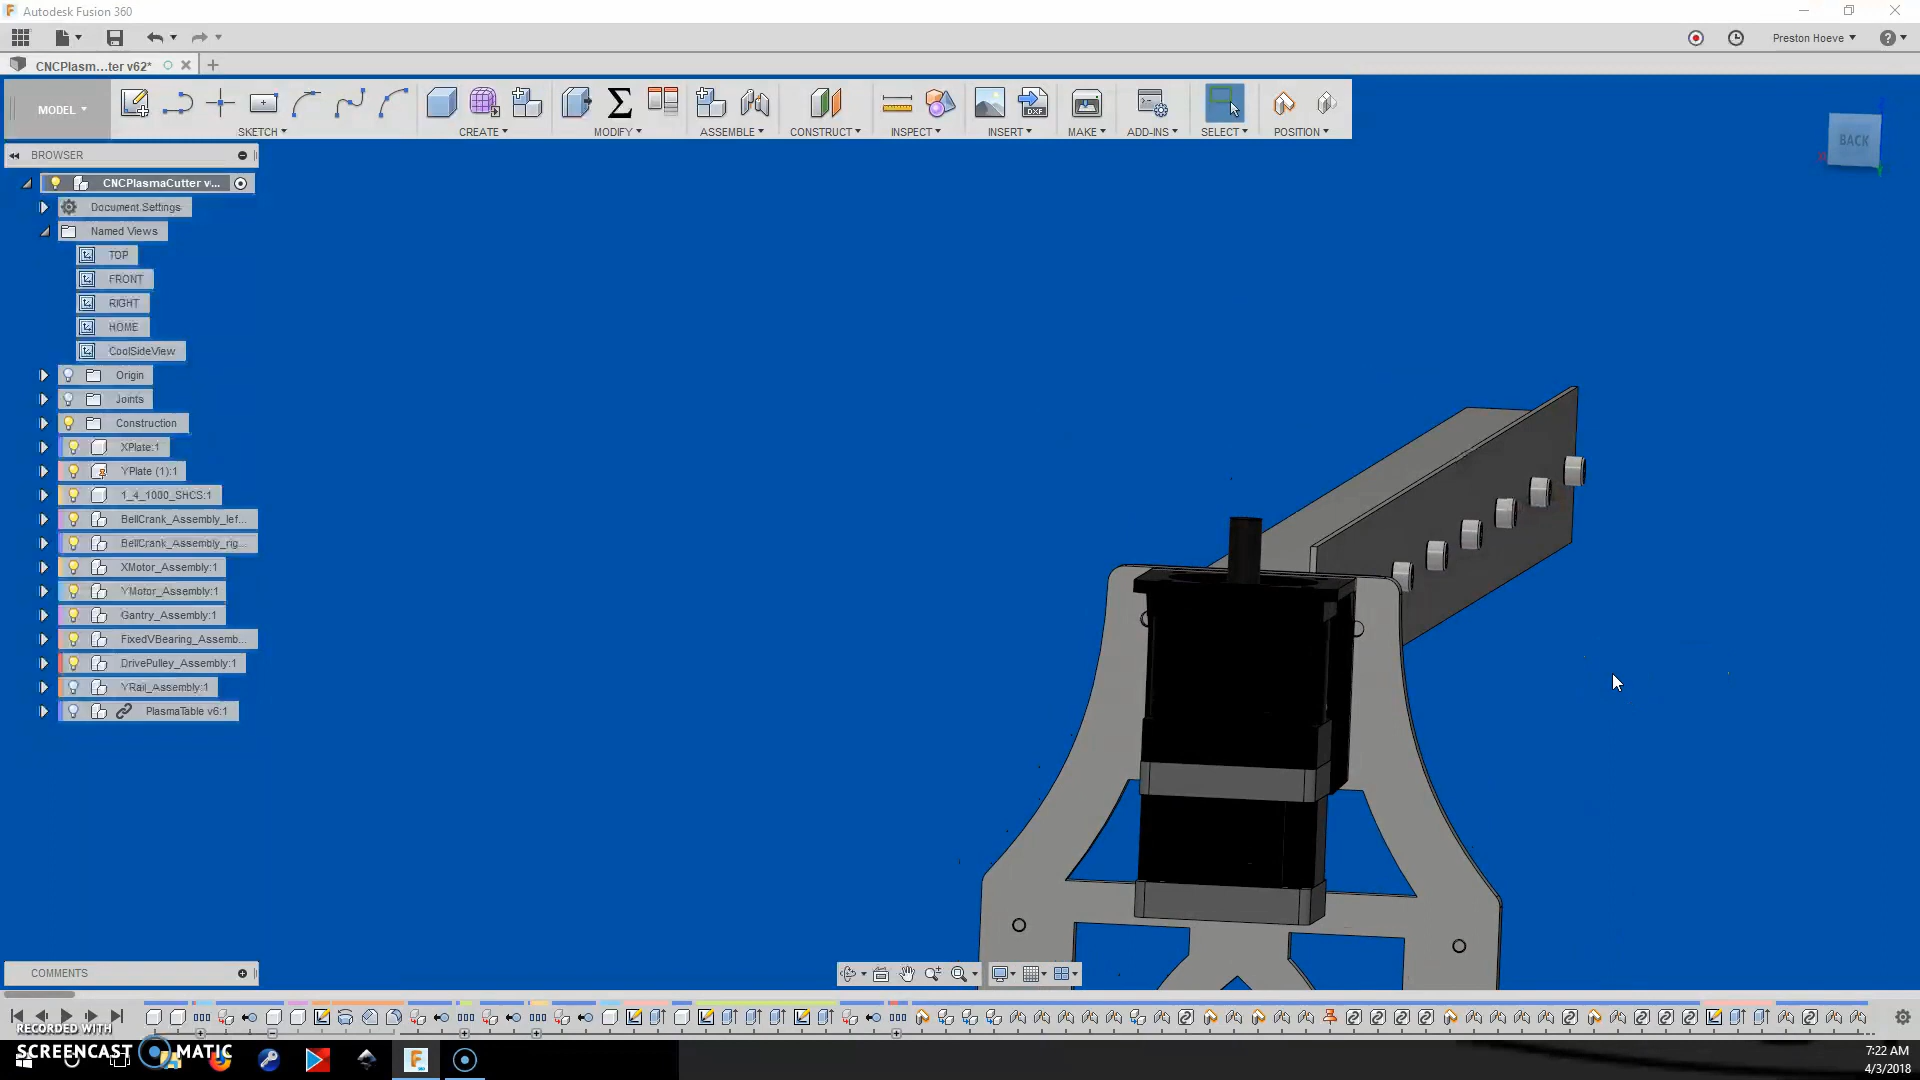 Autodesk Fusion 360
Preston Hoeve
CNCPlasm...ter v62*
MODEL
SKETCH
CREATE
MODIFY
ASSEMBLE
CONSTRUCT
INSPECT
INSERT
MAKE
ADD-INS
SELECT
POSITION
BACK
BROWSER
CNCPlasmaCutter v...
Document Settings
Named Views
TOP
FRONT
RIGHT
HOME
CoolSideView
Origin
Joints
Construction
XPlate:1
YPlate (1):1
1_4_1000_SHCS:1
BellCrank_Assembly_lef...
BellCrank_Assembly_rig...
XMotor_Assembly:1
YMotor_Assembly:1
Gantry_Assembly:1
FixedVBearing_Assemb...
DrivePulley_Assembly:1
YRail_Assembly:1
PlasmaTable v6:1
COMMENTS
RECORDED WITH
SCREENCAST MATIC
7:22 AM
4/3/2018